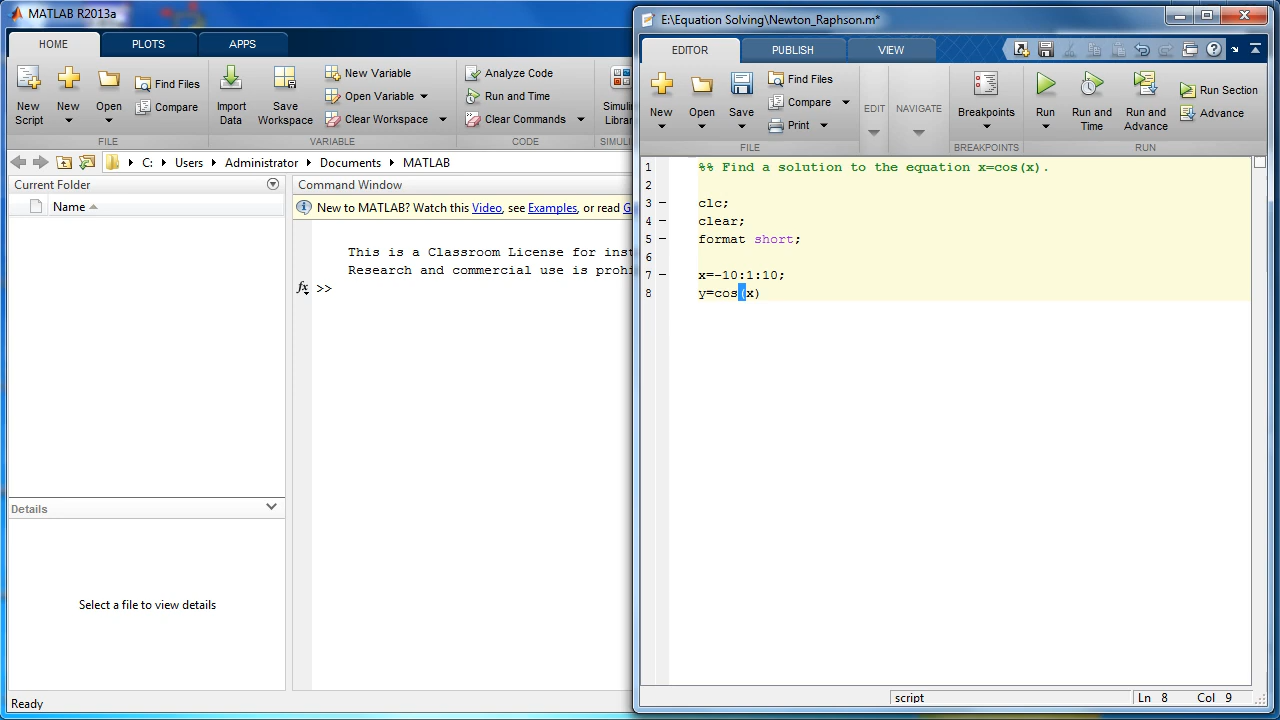 MATLAB R2013a
HOME PLOTS APPS
New Script
New
Open
Find Files
Compare
Import Data
Save Workspace
New Variable
Open Variable
Clear Workspace
Analyze Code
Run and Time
Clear Commands
Simuli
Librar
FILE VARIABLE CODE SIMUL
C: Users Administrator Documents MATLAB
Current Folder
Name
Details
Select a file to view details
Ready
Command Window
New to MATLAB? Watch this Video, see Examples, or read G
This is a Classroom License for inst
Research and commercial use is prohi
fx >>
E:\Equation Solving\Newton_Raphson.m*
EDITOR PUBLISH VIEW
New
Open
Save
Find Files
Compare
Print
EDIT
NAVIGATE
Breakpoints
Run
Run and Time
Run and Advance
Run Section
Advance
FILE BREAKPOINTS RUN
1 %% Find a solution to the equation x=cos(x).
2
3 – clc;
4 – clear;
5 – format short;
6
7 – x=-10:1:10;
8 y=cos(x)
script Ln 8 Col 9